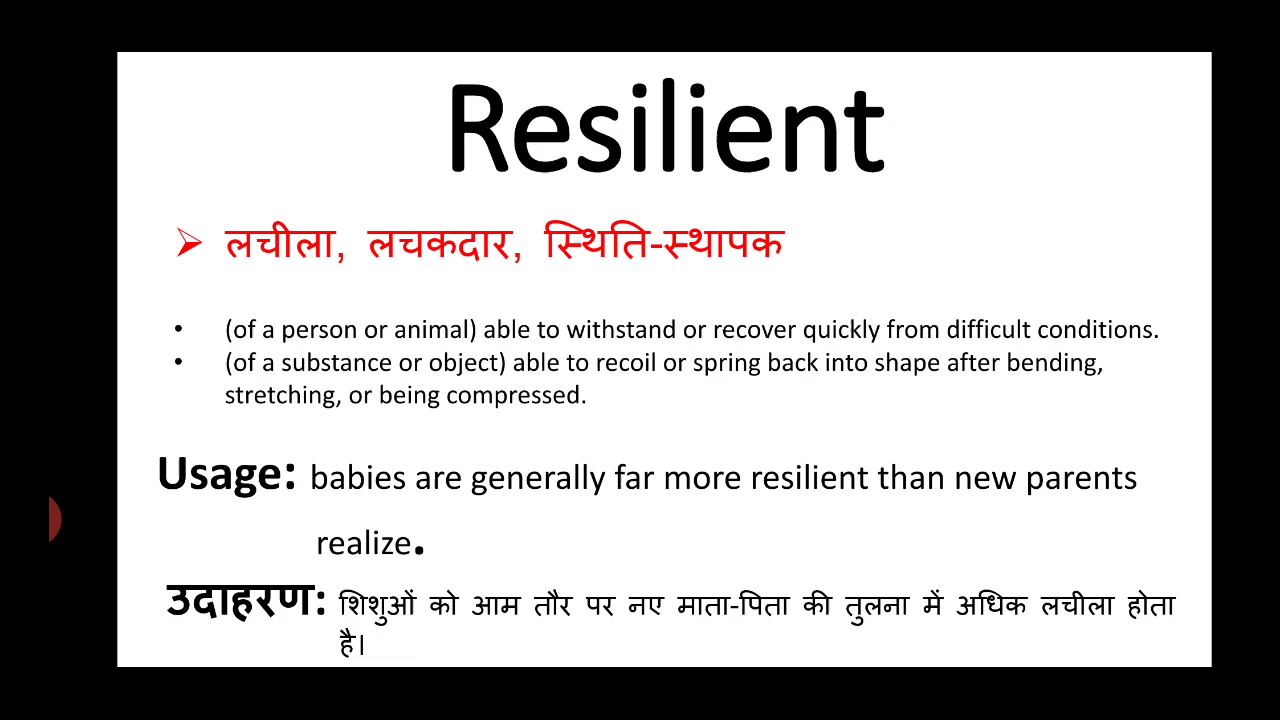 Resilient
➢ लचीला, लचकदार, स्थिति-स्थापक
• (of a person or animal) able to withstand or recover quickly from difficult conditions.
• (of a substance or object) able to recoil or spring back into shape after bending,
stretching, or being compressed.
Usage: babies are generally far more resilient than new parents
realize.
उदाहरण: शिशुओं को आम तौर पर नए माता-पिता की तुलना में अधिक लचीला होता
है।